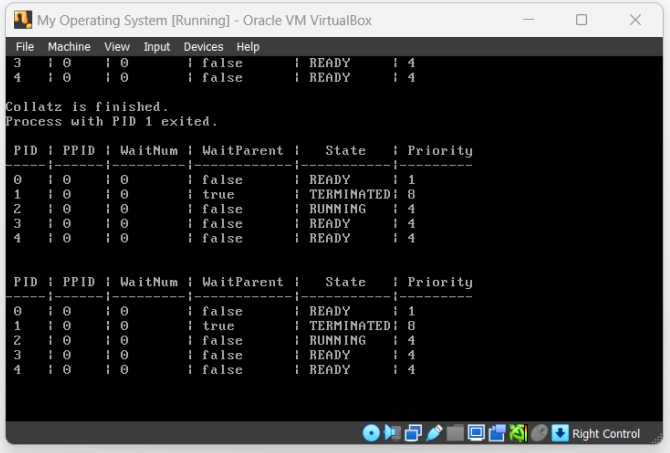 My Operating System [Running] - Oracle VM VirtualBox
File Machine View Input Devices Help
3 ¦ 0 ¦ 0 ¦ false ¦ READY ¦ 4
4 ¦ 0 ¦ 0 ¦ false ¦ READY ¦ 4
Collatz is finished.
Process with PID 1 exited.
PID ¦ PPID ¦ WaitNum ¦ WaitParent ¦ State ¦ Priority
-----¦------¦---------¦------------¦----------¦---------
0 ¦ 0 ¦ 0 ¦ false ¦ READY ¦ 1
1 ¦ 0 ¦ 0 ¦ true ¦ TERMINATED¦ 8
2 ¦ 0 ¦ 0 ¦ false ¦ RUNNING ¦ 4
3 ¦ 0 ¦ 0 ¦ false ¦ READY ¦ 4
4 ¦ 0 ¦ 0 ¦ false ¦ READY ¦ 4
PID ¦ PPID ¦ WaitNum ¦ WaitParent ¦ State ¦ Priority
-----¦------¦---------¦------------¦----------¦---------
0 ¦ 0 ¦ 0 ¦ false ¦ READY ¦ 1
1 ¦ 0 ¦ 0 ¦ true ¦ TERMINATED¦ 8
2 ¦ 0 ¦ 0 ¦ false ¦ RUNNING ¦ 4
3 ¦ 0 ¦ 0 ¦ false ¦ READY ¦ 4
4 ¦ 0 ¦ 0 ¦ false ¦ READY ¦ 4
Right Control